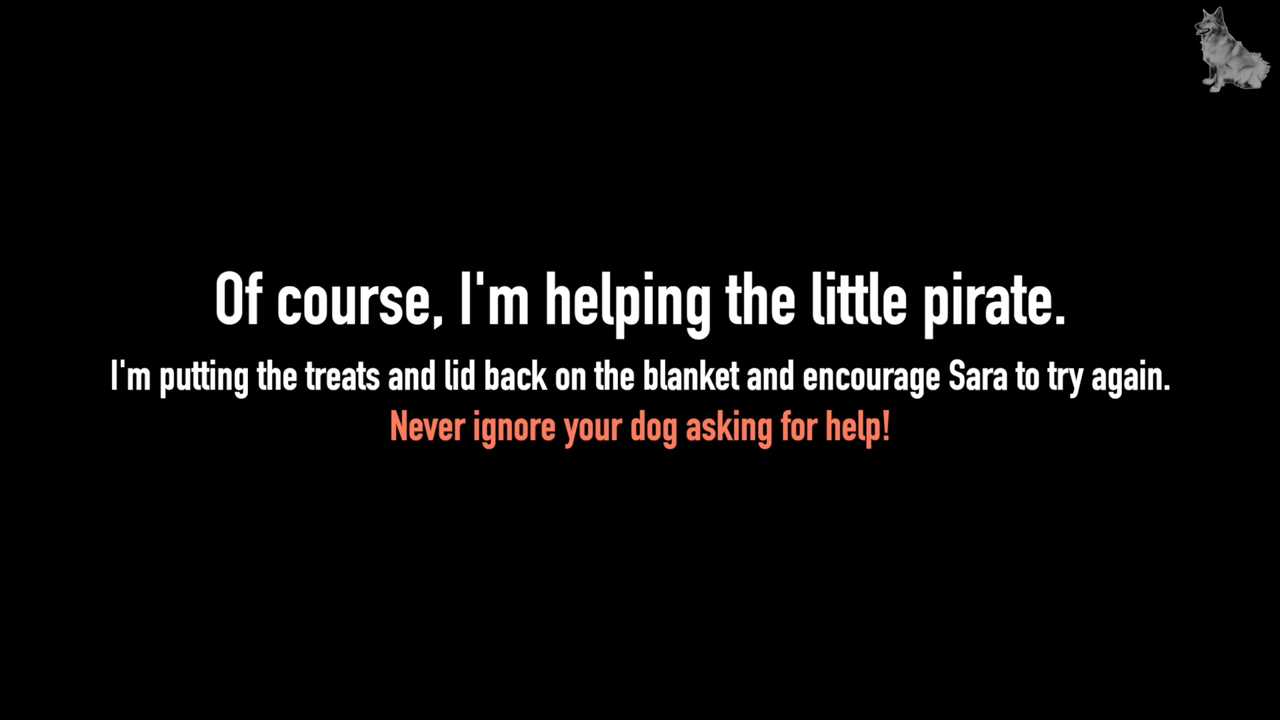 Of course, I'm helping the little pirate.
I'm putting the treats and lid back on the blanket and encourage Sara to try again.
Never ignore your dog asking for help!